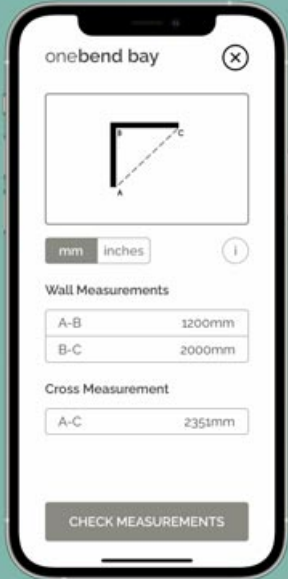 onebend bay
B
C
A
mm inches i
Wall Measurements
A-B 1200mm
B-C 2000mm
Cross Measurement
A-C 2351mm
CHECK MEASUREMENTS